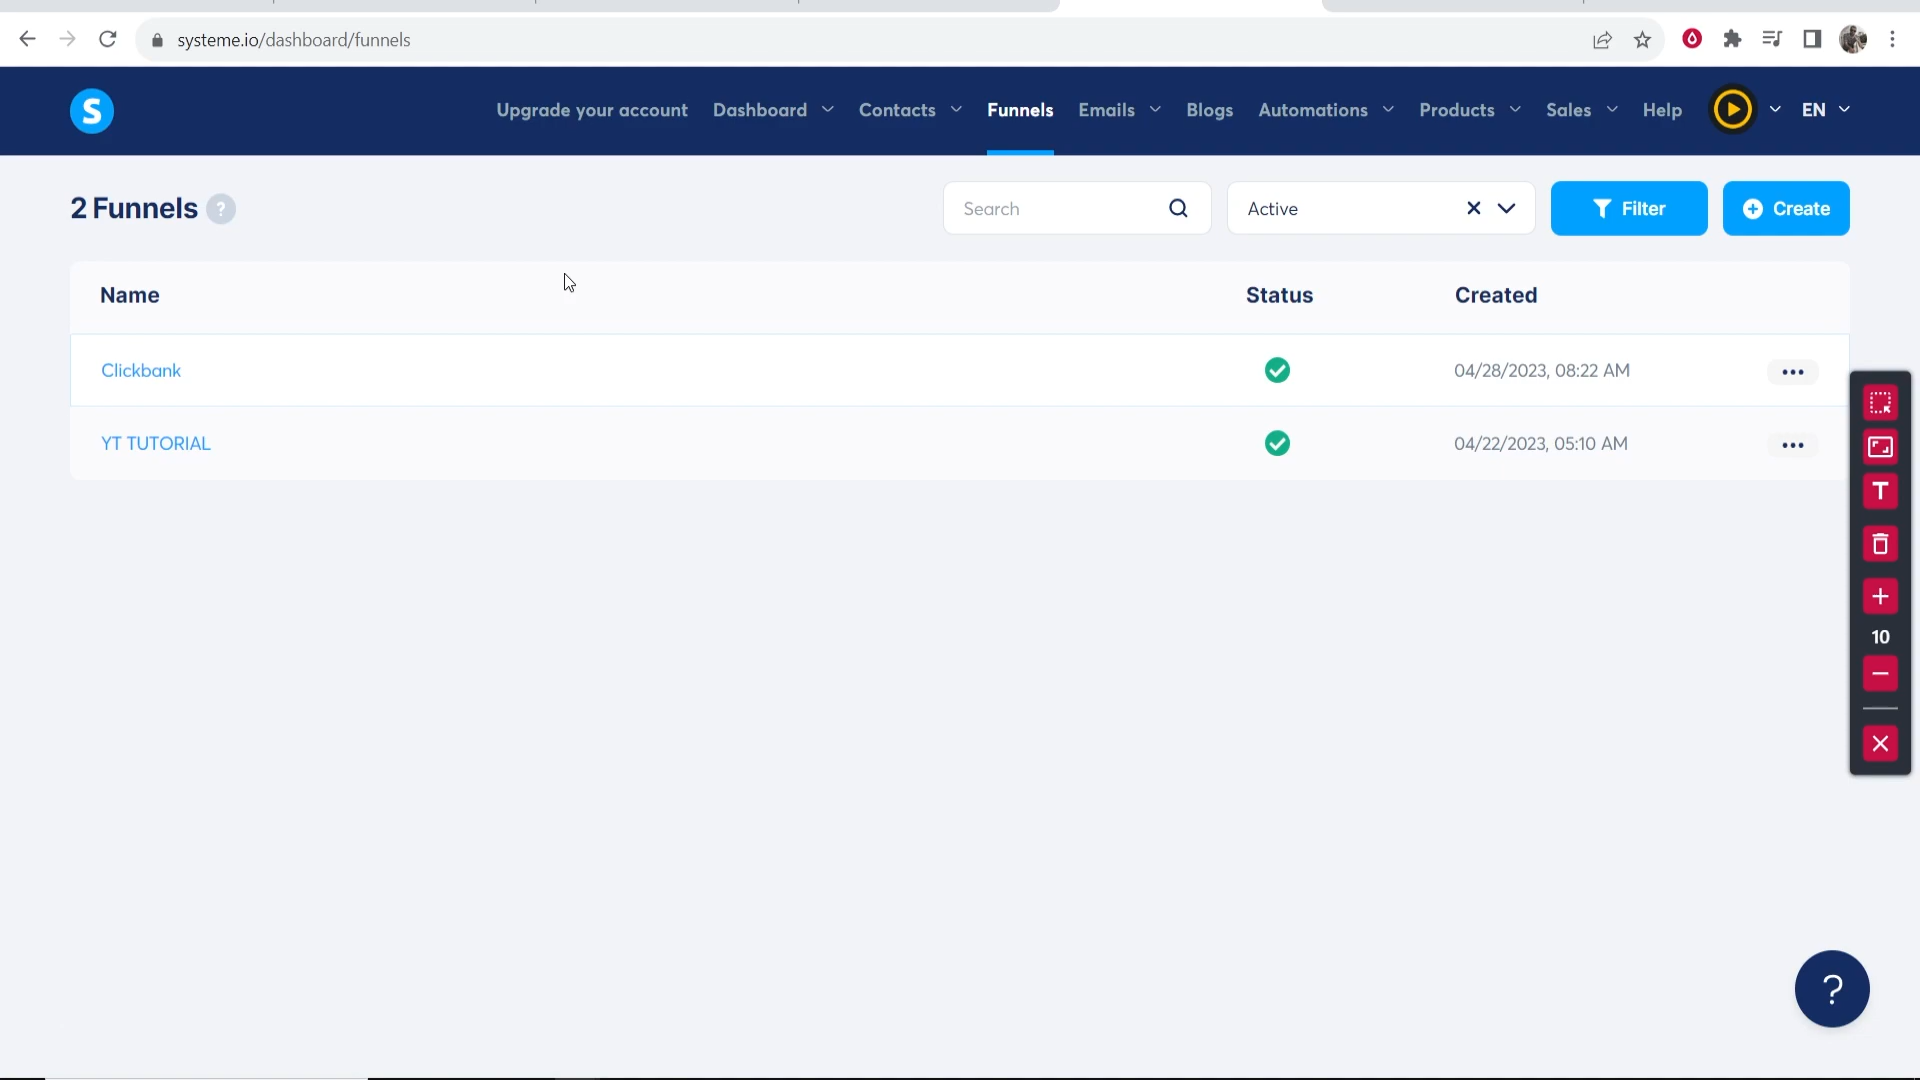 systeme.io/dashboard/funnels
S
Upgrade your account Dashboard Contacts Funnels Emails Blogs Automations Products Sales Help EN
2 Funnels ?
Search
Active
Filter
Create
Name Status Created
Clickbank 04/28/2023, 08:22 AM
YT TUTORIAL 04/22/2023, 05:10 AM
T
10
?